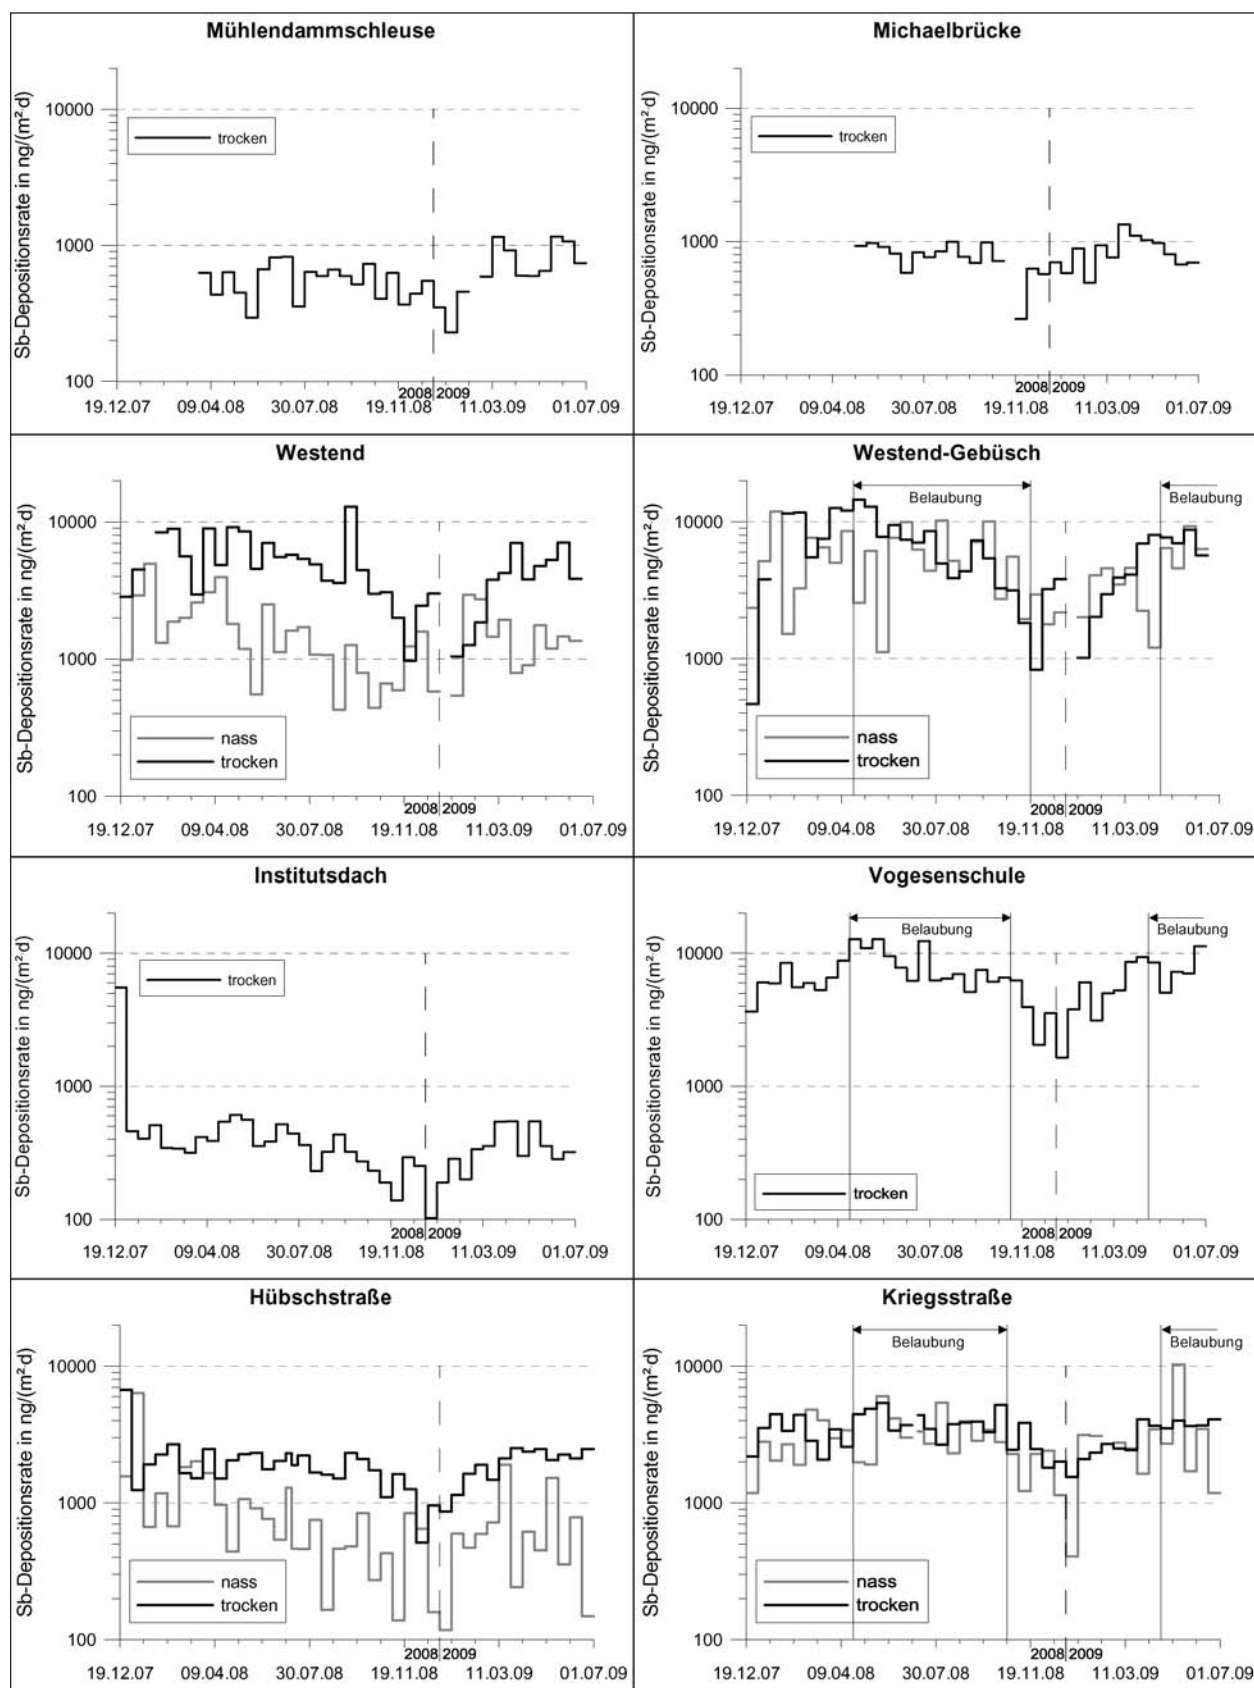 Mühlendammschleuse
Sb-Depositionsrate in ng/(m²·d)
10000
1000
100
trocken
2008 2009
19.12.07 09.04.08 30.07.08 19.11.08 11.03.09 01.07.09
Michaelbrücke
Sb-Depositionsrate in ng/(m²·d)
10000
1000
100
trocken
2008 2009
19.12.07 09.04.08 30.07.08 19.11.08 11.03.09 01.07.09
Westend
Sb-Depositionsrate in ng/(m²·d)
10000
1000
100
nass
trocken
2008 2009
19.12.07 09.04.08 30.07.08 19.11.08 11.03.09 01.07.09
Westend-Gebüsch
Sb-Depositionsrate in ng/(m²·d)
Belaubung Belaubung
10000
1000
100
nass
trocken
2008 2009
19.12.07 09.04.08 30.07.08 19.11.08 11.03.09 01.07.09
Institutsdach
Sb-Depositionsrate in ng/(m²·d)
10000
1000
100
trocken
2008 2009
19.12.07 09.04.08 30.07.08 19.11.08 11.03.09 01.07.09
Vogesenschule
Sb-Depositionsrate in ng/(m²·d)
Belaubung Belaubung
10000
1000
100
trocken
2008 2009
19.12.07 09.04.08 30.07.08 19.11.08 11.03.09 01.07.09
Hübschstraße
Sb-Depositionsrate in ng/(m²·d)
10000
1000
100
nass
trocken
2008 2009
19.12.07 09.04.08 30.07.08 19.11.08 11.03.09 01.07.09
Kriegsstraße
Sb-Depositionsrate in ng/(m²·d)
Belaubung Belaubung
10000
1000
100
nass
trocken
2008 2009
19.12.07 09.04.08 30.07.08 19.11.08 11.03.09 01.07.09